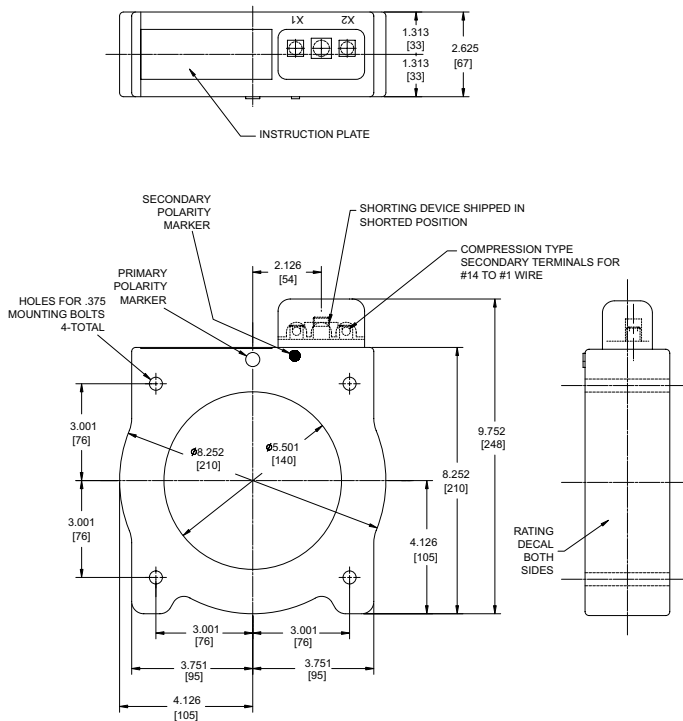 X1
X2
1.313
[33]
2.625
[67]
1.313
[33]
INSTRUCTION PLATE
SECONDARY
POLARITY
MARKER
SHORTING DEVICE SHIPPED IN
SHORTED POSITION
2.126
[54]
COMPRESSION TYPE
SECONDARY TERMINALS FOR
#14 TO #1 WIRE
PRIMARY
POLARITY
MARKER
HOLES FOR .375
MOUNTING BOLTS
4-TOTAL
3.001
[76]
ø8.252
[210]
ø5.501
[140]
9.752
[248]
8.252
[210]
3.001
[76]
4.126
[105]
RATING
DECAL
BOTH
SIDES
3.001
[76]
3.001
[76]
3.751
[95]
3.751
[95]
4.126
[105]